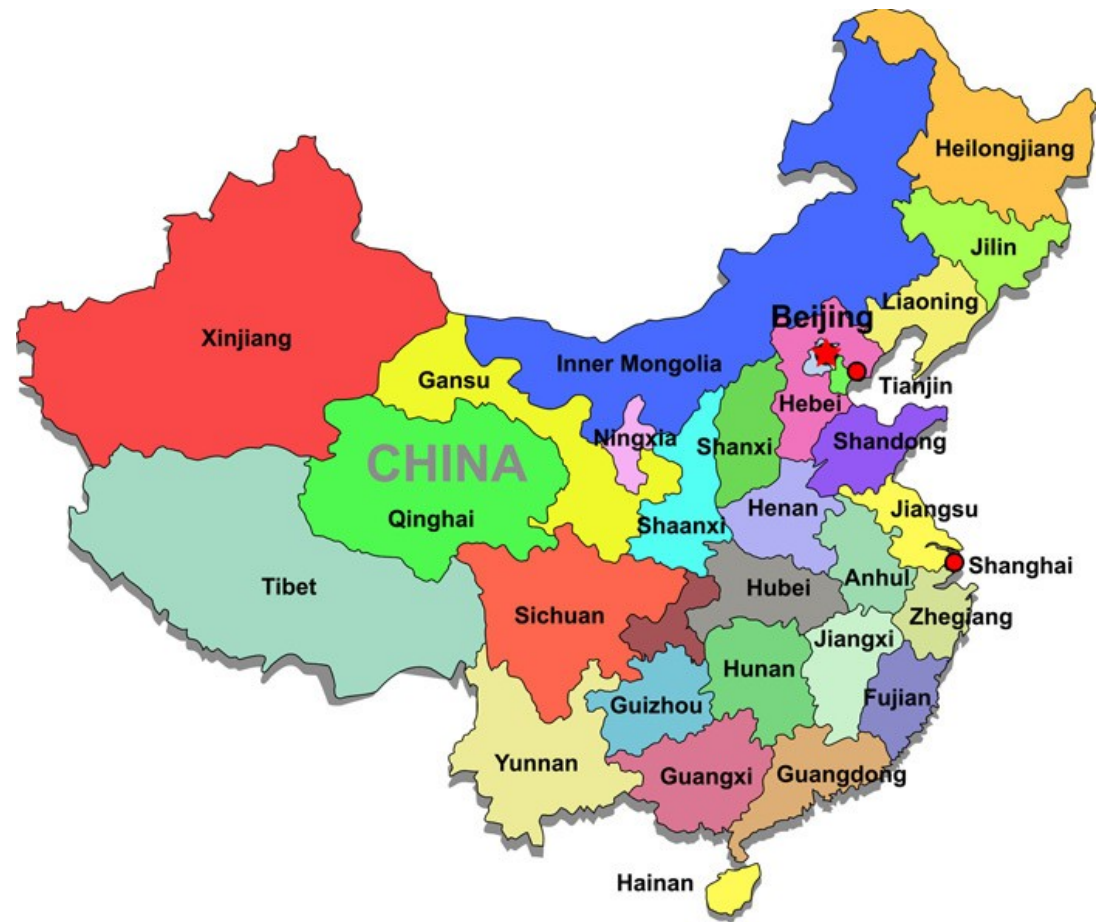 Heilongjiang
Jilin
Liaoning
Beijing
Xinjiang
Inner Mongolia
Gansu
Tianjin
Hebei
Ningxia
Shanxi
Shandong
CHINA
Qinghai
Shaanxi
Henan
Jiangsu
Shanghai
Tibet
Hubei
Anhul
Sichuan
Zhegiang
Jiangxi
Hunan
Fujian
Guizhou
Yunnan
Guangxi
Guangdong
Hainan